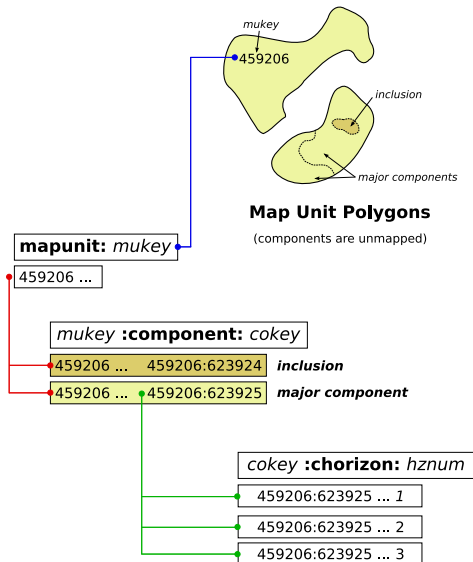 mukey
459206
inclusion
major components
Map Unit Polygons
(components are unmapped)
mapunit: mukey
459206 ...
mukey :component: cokey
459206 ... 459206:623924 inclusion
459206 ... 459206:623925 major component
cokey :chorizon: hznum
459206:623925 ... 1
459206:623925 ... 2
459206:623925 ... 3